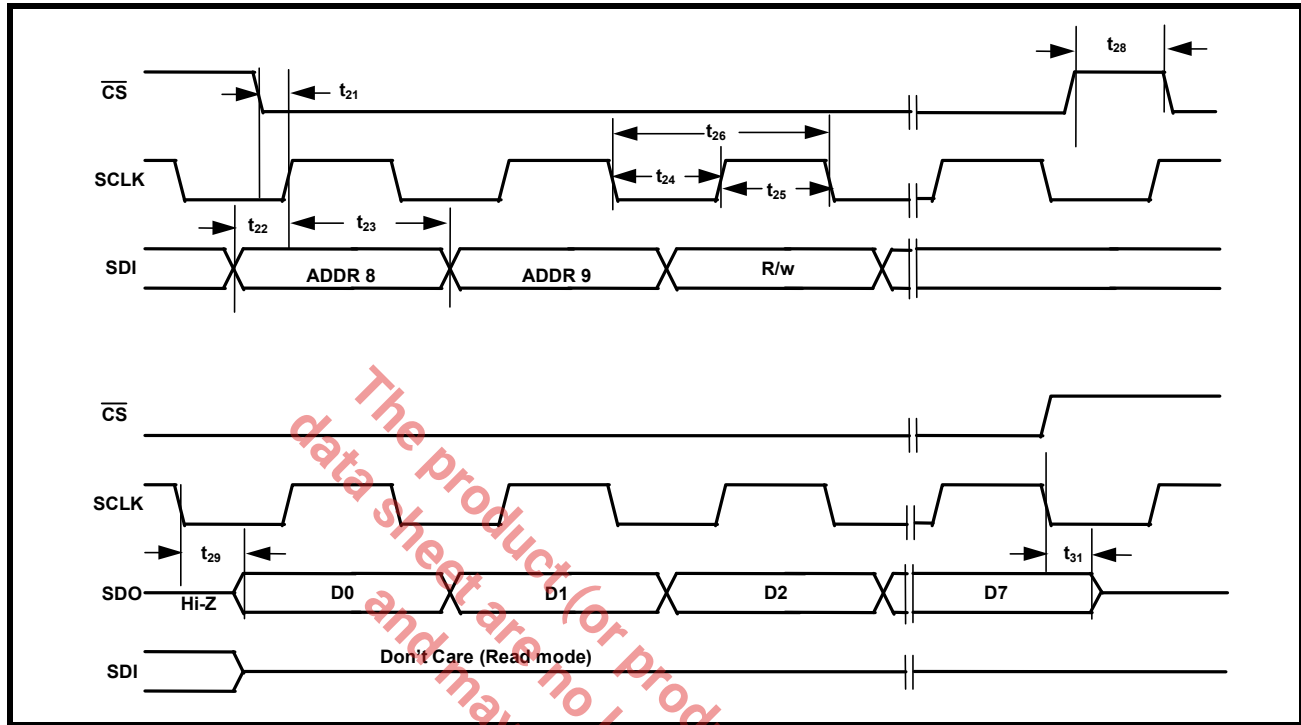 t28
CS
t21
t26
SCLK
t24
t25
t22
t23
SDI
ADDR 8
ADDR 9
R/w
CS
SCLK
t29
t31
SDO
Hi-Z
D0
D1
D2
D7
SDI
Don't Care (Read mode)
The product (or prod
data sheet are no
and may